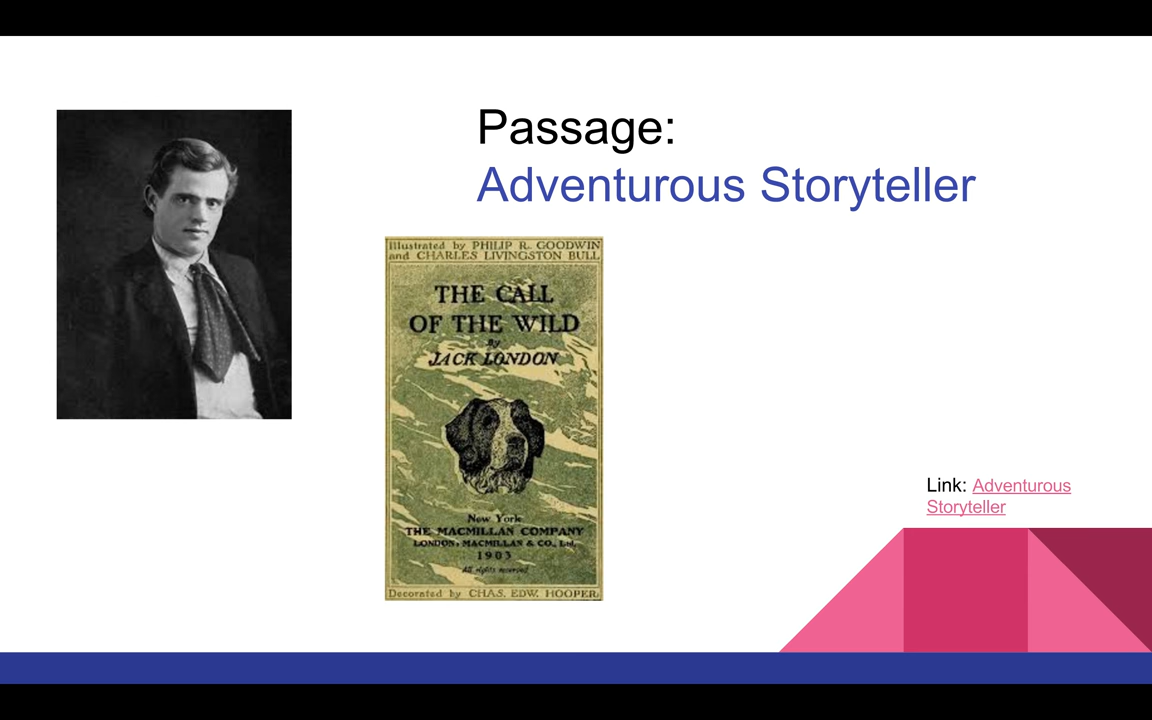 Passage:
Adventurous Storyteller
Illustrated by PHILIP R. GOODWIN
and CHARLES LIVINGSTON BULL
THE CALL
OF THE WILD
By
JACK LONDON
New York
THE MACMILLAN COMPANY
LONDON: MACMILLAN & CO., Ltd.
1903
All rights reserved
Decorated by CHAS. EDW. HOOPER
Link: Adventurous
Storyteller